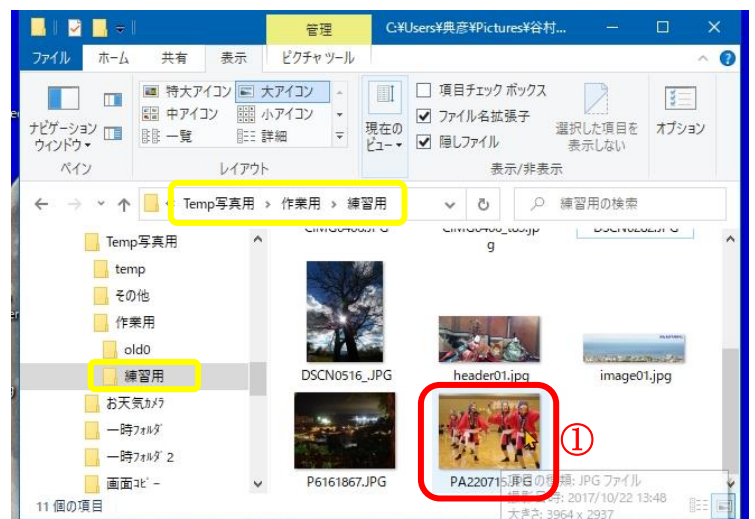 管理
C:¥Users¥典彦¥Pictures¥谷村...
ファイル ホーム 共有 表示 ピクチャ ツール
特大アイコン 大アイコン
中アイコン 小アイコン
一覧 詳細
ナビゲーション
ウィンドウ
ペイン
レイアウト
現在の
ビュー
項目チェック ボックス
ファイル名拡張子
隠しファイル
選択した項目を
表示しない
表示/非表示
オプション
Temp写真用 › 作業用 › 練習用
練習用の検索
Temp写真用
temp
その他
作業用
old0
練習用
お天気カメラ
一時フォルダ
一時フォルダ 2
画面コピー
g
DSCN0516_.JPG
header01.jpg
image01.jpg
P6161867.JPG
PA220715.JPG
①
項目の種類: JPG ファイル
撮影日時: 2017/10/22 13:48
大きさ: 3964 x 2937
11 個の項目